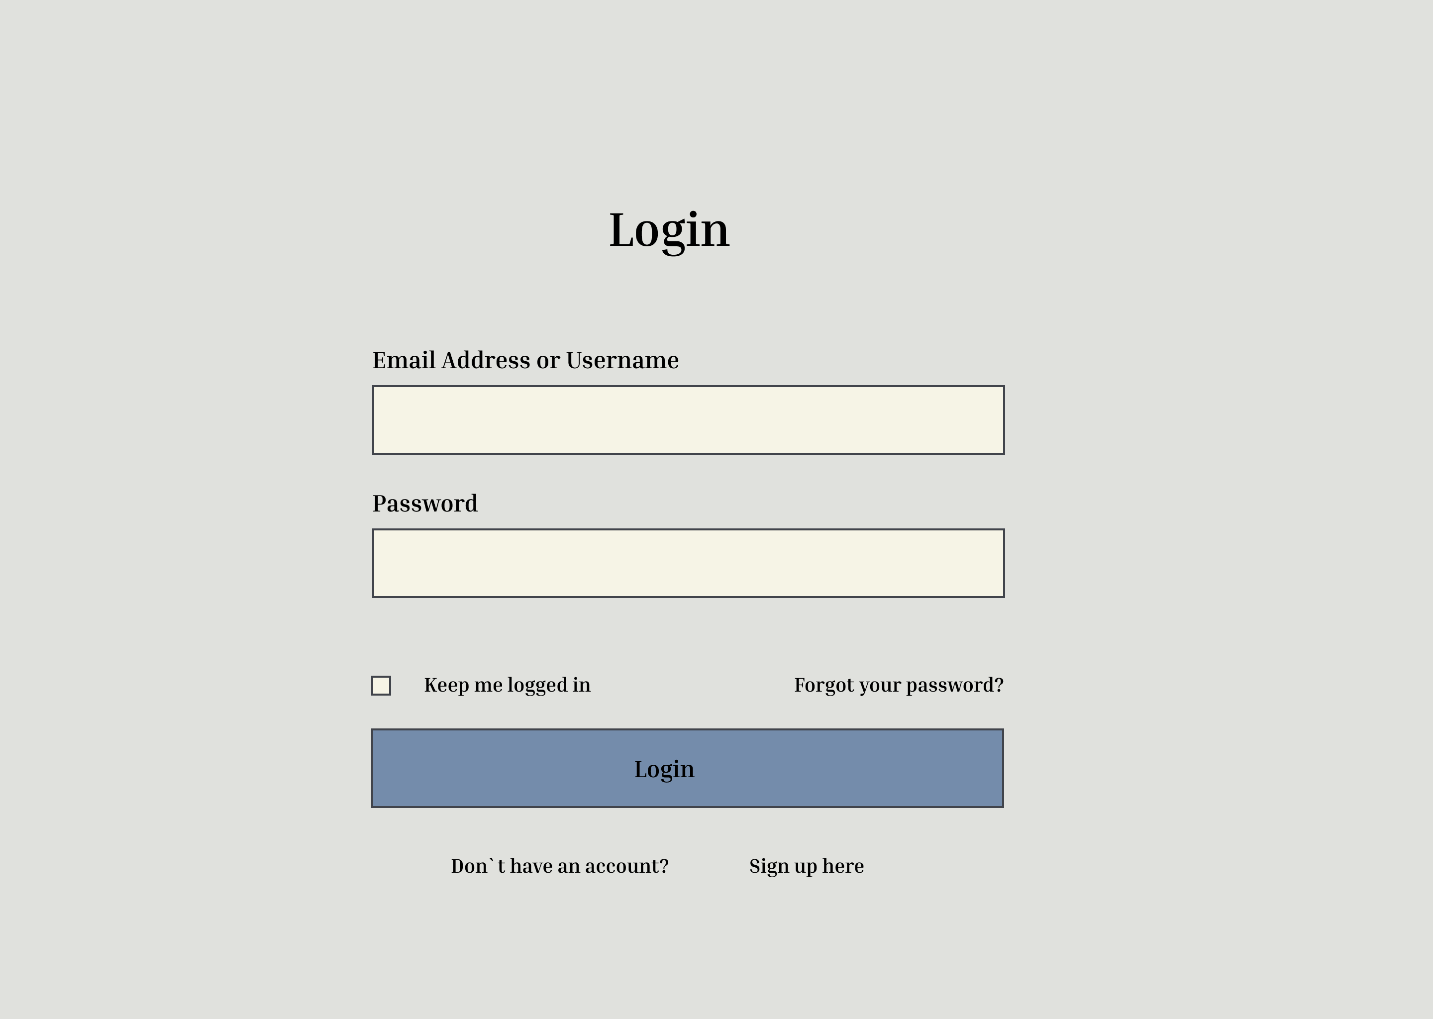 Login
Email Address or Username
Password
Keep me logged in
Forgot your password?
Login
Don`t have an account?
Sign up here